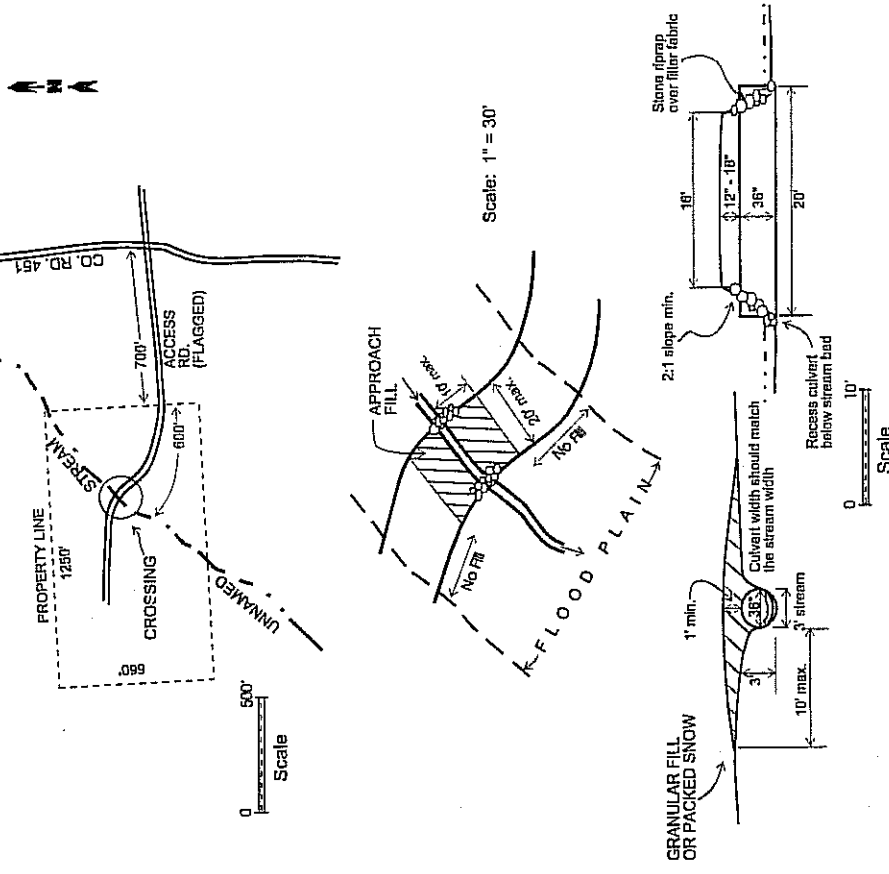 N
CO. RD. 451
700'
ACCESS
RD.
(FLAGGED)
600'
STREAM
PROPERTY LINE
1250'
660'
CROSSING
UNNAMED
0
500'
Scale
Scale: 1" = 30'
APPROACH
FILL
10' max.
20' max.
No Fill
No Fill
FLOOD PLAIN
Stone riprap
over filter fabric
16'
12" - 18"
36"
20'
2:1 slope min.
Recess culvert
below stream bed
1' min.
Culvert width should match
the stream width
36"
3' stream
3'
10' max.
GRANULAR FILL
OR PACKED SNOW
0
10'
Scale